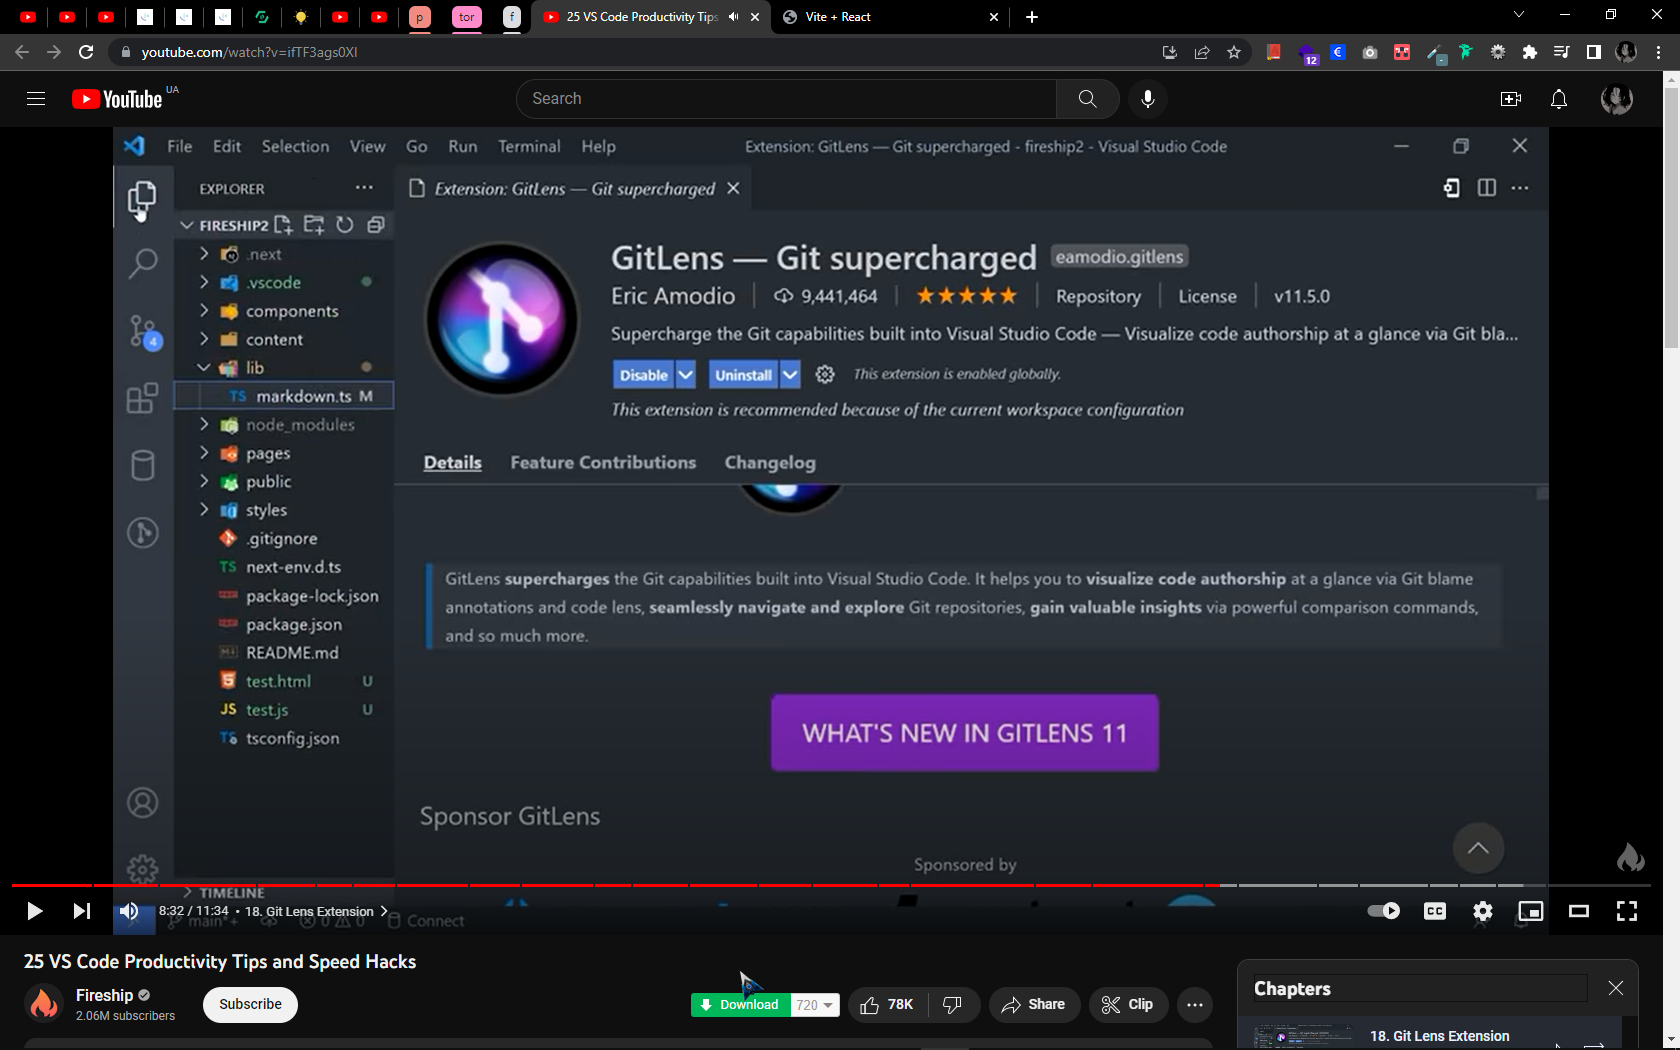 p
tor
f
25 VS Code Productivity Tips
Vite + React
youtube.com/watch?v=ifTF3ags0XI
€
12
YouTube UA
Search
File Edit Selection View Go Run Terminal Help
Extension: GitLens — Git supercharged - fireship2 - Visual Studio Code
EXPLORER
Extension: GitLens — Git supercharged
FIRESHIP2
.next
.vscode
components
content
lib
TS markdown.ts M
node_modules
pages
public
styles
.gitignore
TS next-env.d.ts
package-lock.json
package.json
README.md
test.html U
JS test.js U
TS tsconfig.json
TIMELINE
4
GitLens — Git supercharged eamodio.gitlens
Eric Amodio 9,441,464 Repository License v11.5.0
Supercharge the Git capabilities built into Visual Studio Code — Visualize code authorship at a glance via Git bla...
Disable Uninstall This extension is enabled globally.
This extension is recommended because of the current workspace configuration
Details Feature Contributions Changelog
GitLens supercharges the Git capabilities built into Visual Studio Code. It helps you to visualize code authorship at a glance via Git blame
annotations and code lens, seamlessly navigate and explore Git repositories, gain valuable insights via powerful comparison commands,
and so much more.
WHAT'S NEW IN GITLENS 11
Sponsor GitLens
Sponsored by
8:32 / 11:34 • 18. Git Lens Extension
main*+ 0 0 Connect
CC
25 VS Code Productivity Tips and Speed Hacks
Fireship
2.06M subscribers
Subscribe
Download 720
78K
Share
Clip
Chapters
18. Git Lens Extension